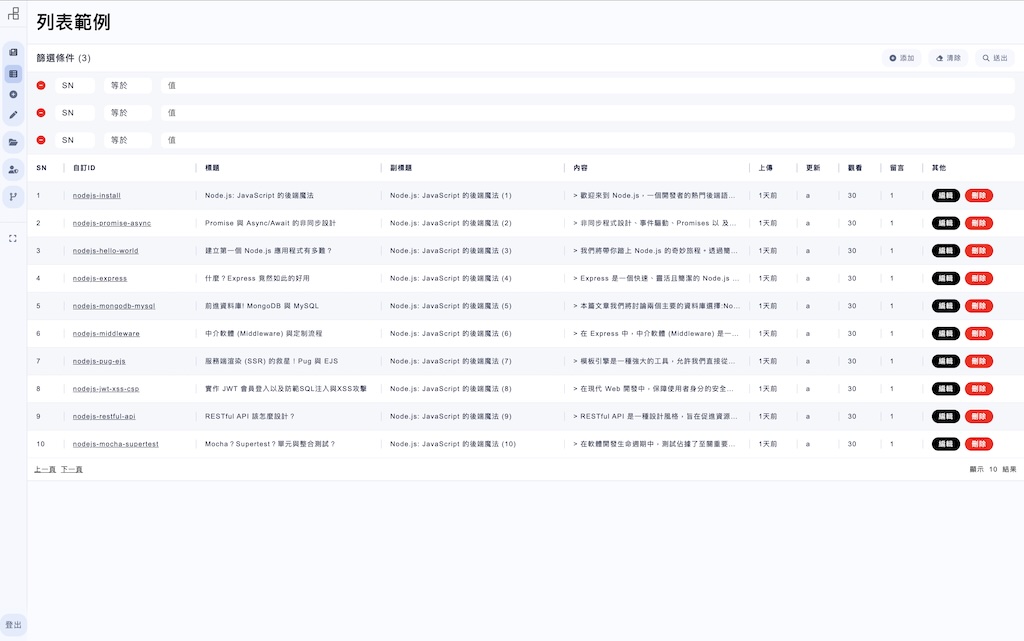 列表範例
篩選條件 (3) 添加 清除 送出
SN 等於 值
SN 等於 值
SN 等於 值
SN 自訂ID 標題 副標題 內容 上傳 更新 觀看 留言 其他
1 nodejs-install Node.js: JavaScript 的後端魔法 Node.js: JavaScript 的後端魔法 (1) > 歡迎來到 Node.js，一個開發者的熱門後端語... 1天前 a 30 1 編輯 刪除
2 nodejs-promise-async Promise 與 Async/Await 的非同步設計 Node.js: JavaScript 的後端魔法 (2) > 非同步程式設計、事件驅動、Promises 以 及... 1天前 a 30 1 編輯 刪除
3 nodejs-hello-world 建立第一個 Node.js 應用程式有多難？ Node.js: JavaScript 的後端魔法 (3) > 我們將帶你踏上 Node.js 的奇妙旅程。透過簡... 1天前 a 30 1 編輯 刪除
4 nodejs-express 什麼？Express 竟然如此的好用 Node.js: JavaScript 的後端魔法 (4) > Express 是一個快速、靈活且簡潔的 Node.js ... 1天前 a 30 1 編輯 刪除
5 nodejs-mongodb-mysql 前進資料庫! MongoDB 與 MySQL Node.js: JavaScript 的後端魔法 (5) > 本篇文章我們將討論兩個主要的資料庫選擇:No... 1天前 a 30 1 編輯 刪除
6 nodejs-middleware 中介軟體 (Middleware) 與定制流程 Node.js: JavaScript 的後端魔法 (6) > 在 Express 中，中介軟體 (Middleware) 是一... 1天前 a 30 1 編輯 刪除
7 nodejs-pug-ejs 服務端渲染 (SSR) 的救星！Pug 與 EJS Node.js: JavaScript 的後端魔法 (7) > 模板引擎是一種強大的工具，允許我們直接從... 1天前 a 30 1 編輯 刪除
8 nodejs-jwt-xss-csp 實作 JWT 會員登入以及防範SQL注入與XSS攻擊 Node.js: JavaScript 的後端魔法 (8) > 在現代 Web 開發中，保障使用者身分的安全... 1天前 a 30 1 編輯 刪除
9 nodejs-restful-api RESTful API 該怎麼設計？ Node.js: JavaScript 的後端魔法 (9) > RESTful API 是一種設計風格，旨在促進資源... 1天前 a 30 1 編輯 刪除
10 nodejs-mocha-supertest Mocha？Supertest？單元與整合測試？ Node.js: JavaScript 的後端魔法 (10) > 在軟體開發生命週期中，測試佔據了至關重要... 1天前 a 30 1 編輯 刪除
上一頁 下一頁 顯示 10 結果
登出